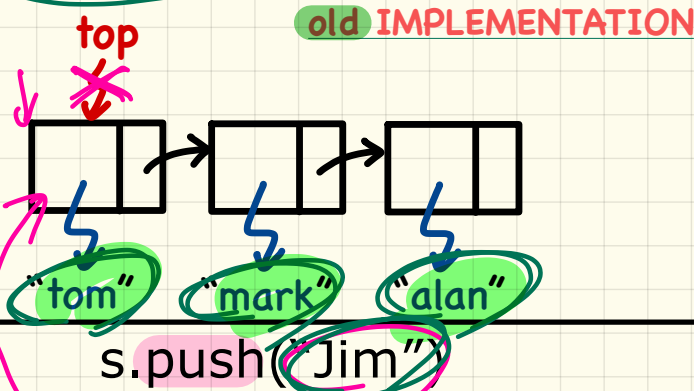 old IMPLEMENTATION
top
"tom" "mark" "alan"
s.push("Jim")